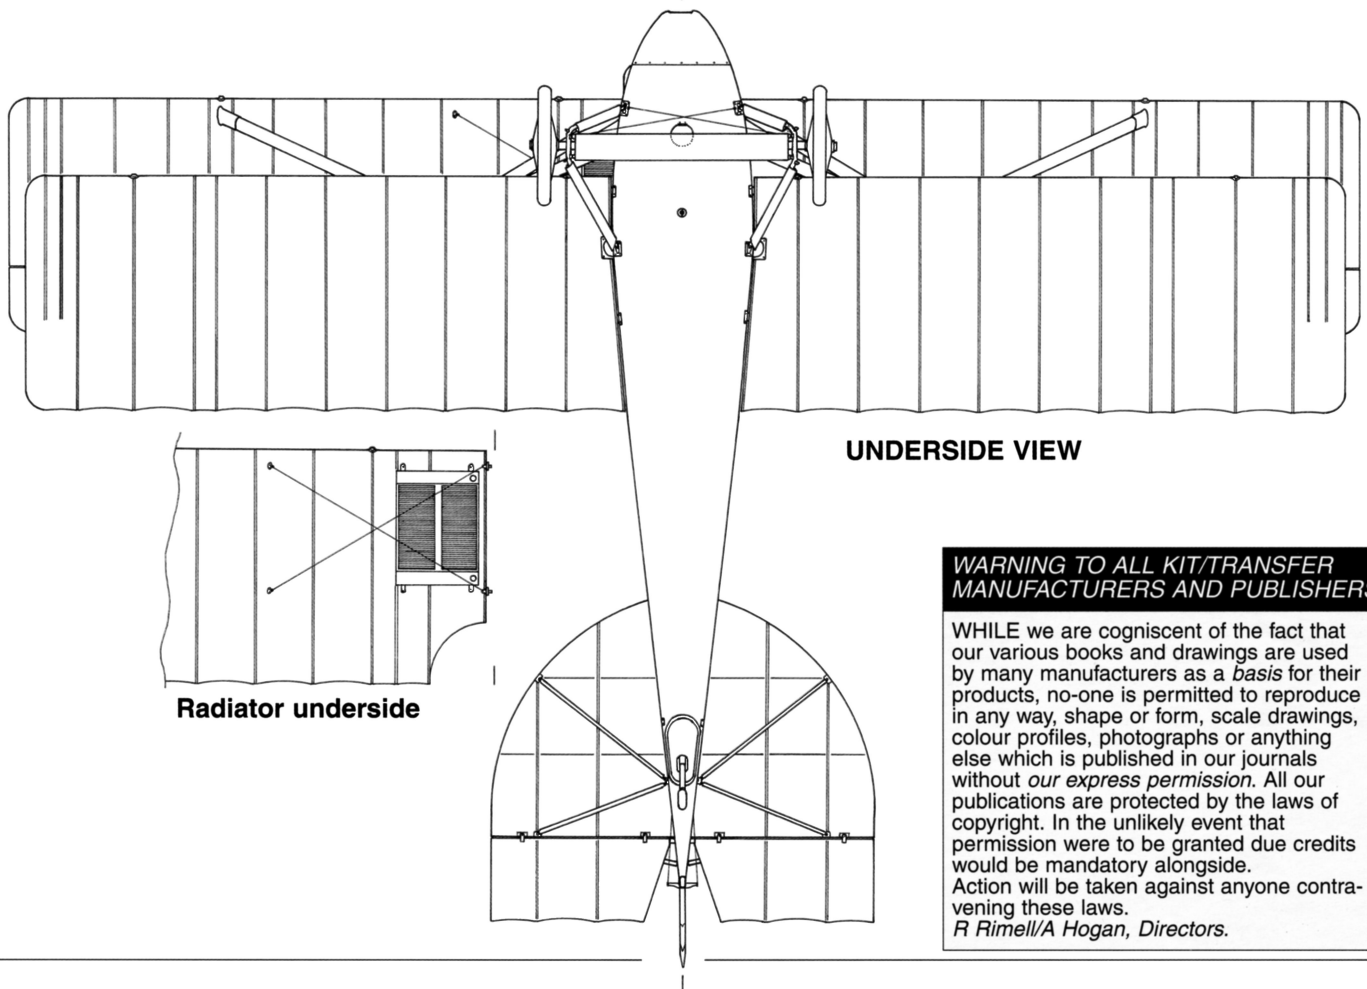 UNDERSIDE VIEW
Radiator underside
WARNING TO ALL KIT/TRANSFER
MANUFACTURERS AND PUBLISHERS
WHILE we are cogniscent of the fact that
our various books and drawings are used
by many manufacturers as a basis for their
products, no-one is permitted to reproduce
in any way, shape or form, scale drawings,
colour profiles, photographs or anything
else which is published in our journals
without our express permission. All our
publications are protected by the laws of
copyright. In the unlikely event that
permission were to be granted due credits
would be mandatory alongside.
Action will be taken against anyone contra-
vening these laws.
R Rimell/A Hogan, Directors.